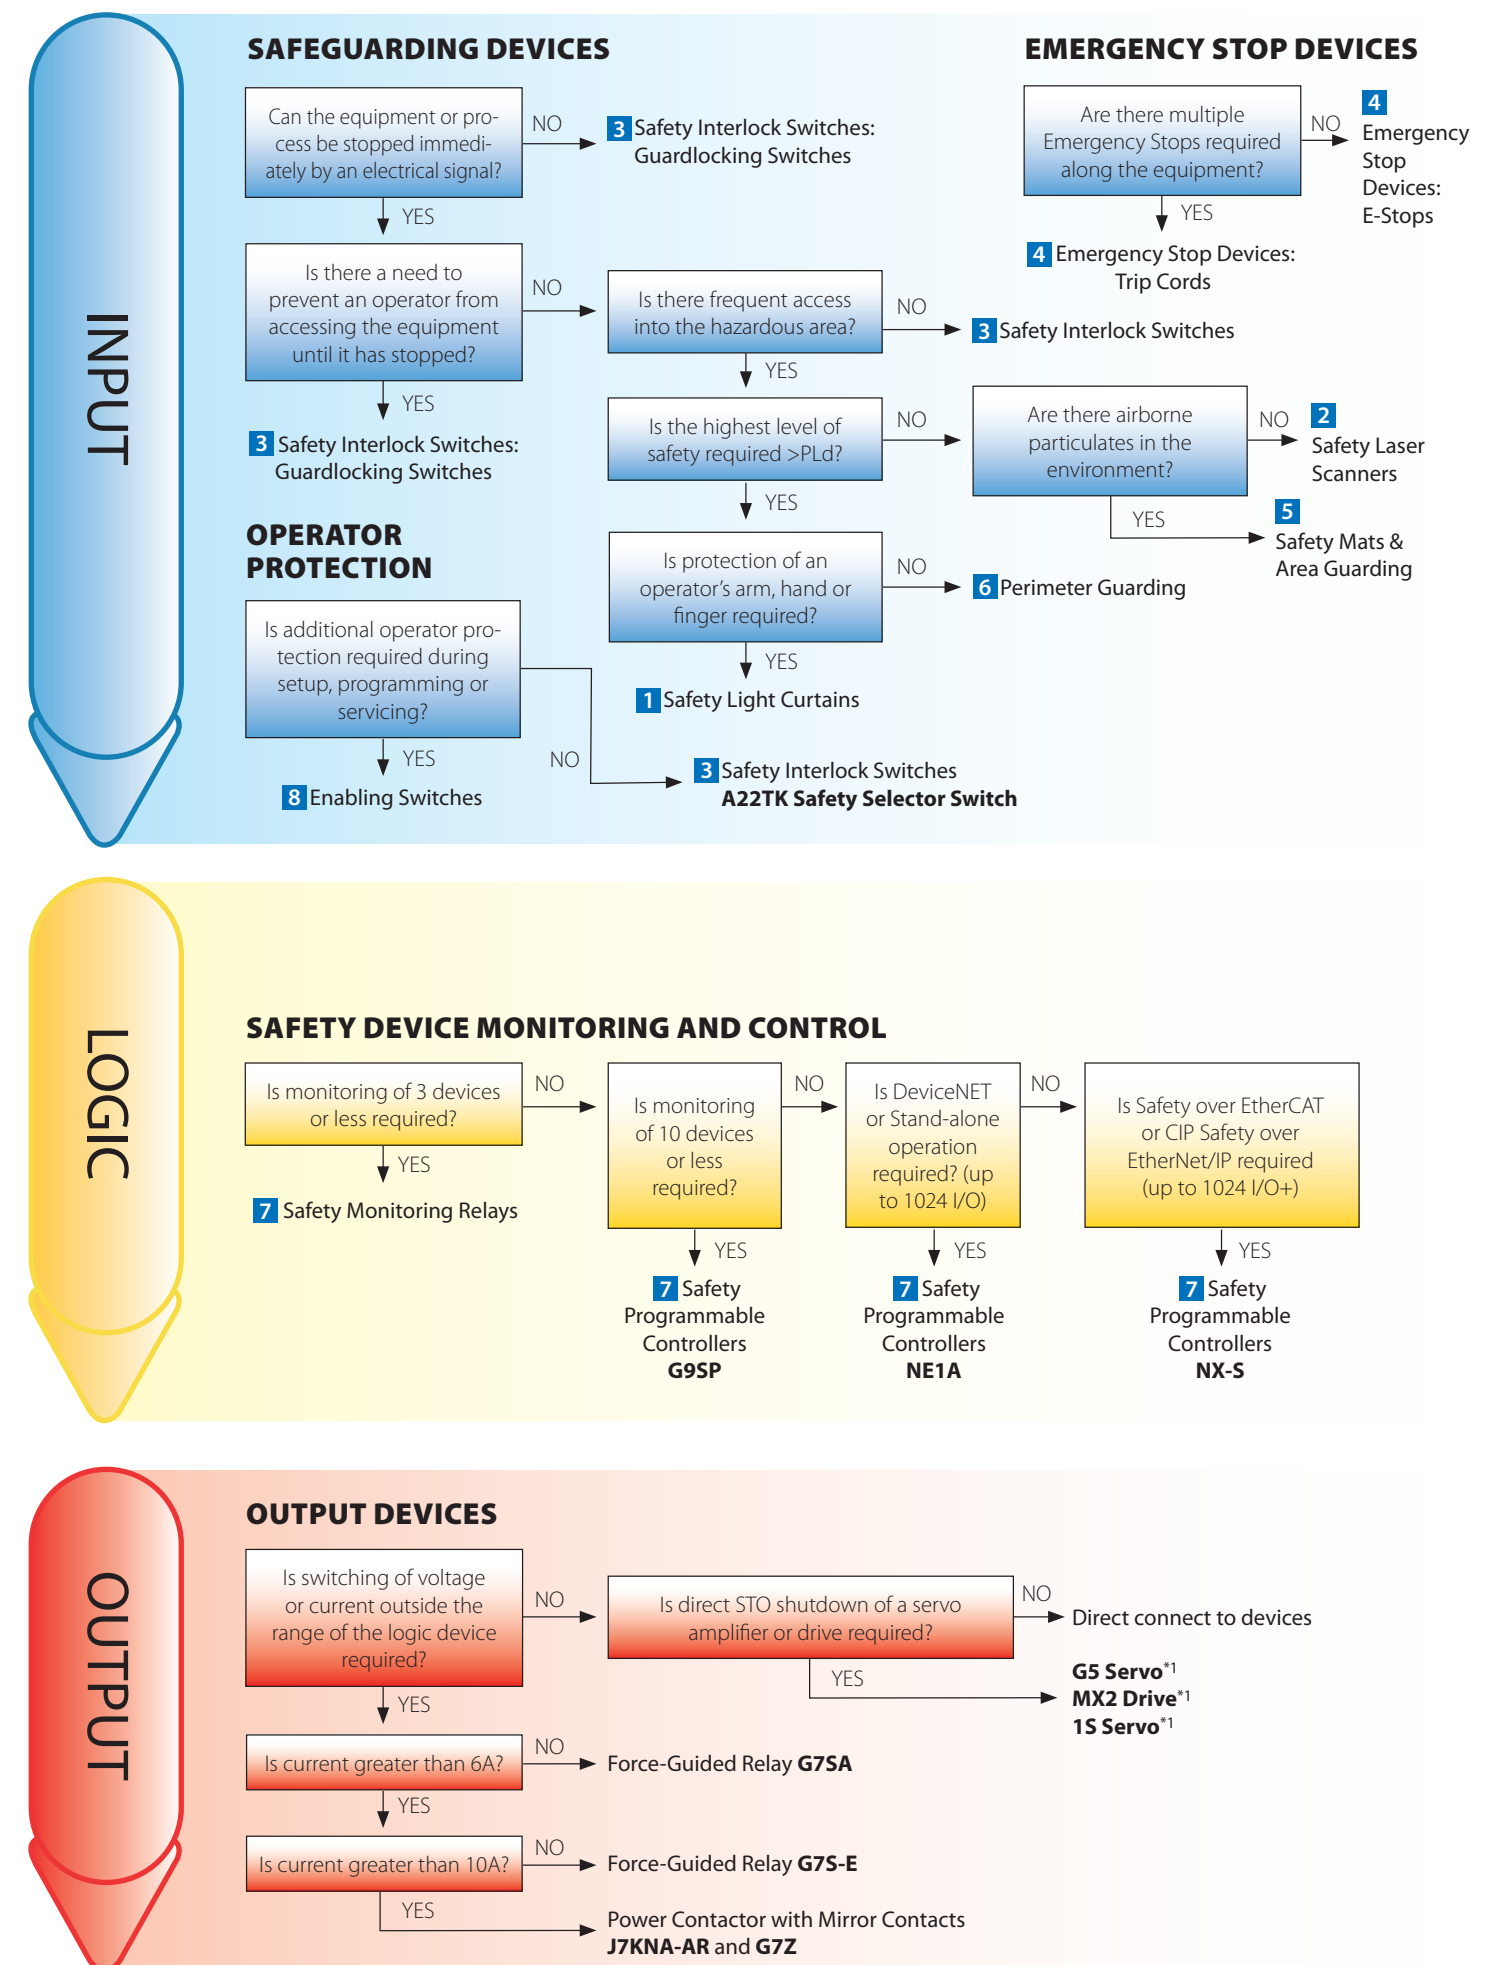 INPUT
SAFEGUARDING DEVICES
Can the equipment or pro-
cess be stopped immedi-
ately by an electrical signal?
NO
3 Safety Interlock Switches:
Guardlocking Switches
YES
Is there a need to
prevent an operator from
accessing the equipment
until it has stopped?
NO
YES
3 Safety Interlock Switches:
Guardlocking Switches
Is there frequent access
into the hazardous area?
NO
3 Safety Interlock Switches
YES
Is the highest level of
safety required >PLd?
NO
Are there airborne
particulates in the
environment?
NO
2
Safety Laser
Scanners
YES
5
Safety Mats &
Area Guarding
YES
Is protection of an
operator's arm, hand or
finger required?
NO
6 Perimeter Guarding
YES
1 Safety Light Curtains
EMERGENCY STOP DEVICES
Are there multiple
Emergency Stops required
along the equipment?
NO
4
Emergency
Stop
Devices:
E-Stops
YES
4 Emergency Stop Devices:
Trip Cords
OPERATOR
PROTECTION
Is additional operator pro-
tection required during
setup, programming or
servicing?
YES
8 Enabling Switches
NO
3 Safety Interlock Switches
A22TK Safety Selector Switch
LOGIC
SAFETY DEVICE MONITORING AND CONTROL
Is monitoring of 3 devices
or less required?
NO
YES
7 Safety Monitoring Relays
Is monitoring
of 10 devices
or less
required?
NO
YES
7 Safety
Programmable
Controllers
G9SP
Is DeviceNET
or Stand-alone
operation
required? (up
to 1024 I/O)
NO
YES
7 Safety
Programmable
Controllers
NE1A
Is Safety over EtherCAT
or CIP Safety over
EtherNet/IP required
(up to 1024 I/O+)
YES
7 Safety
Programmable
Controllers
NX-S
OUTPUT
OUTPUT DEVICES
Is switching of voltage
or current outside the
range of the logic device
required?
NO
Is direct STO shutdown of a servo
amplifier or drive required?
NO
Direct connect to devices
YES
G5 Servo*1
MX2 Drive*1
1S Servo*1
YES
Is current greater than 6A?
NO
Force-Guided Relay G7SA
YES
Is current greater than 10A?
NO
Force-Guided Relay G7S-E
YES
Power Contactor with Mirror Contacts
J7KNA-AR and G7Z